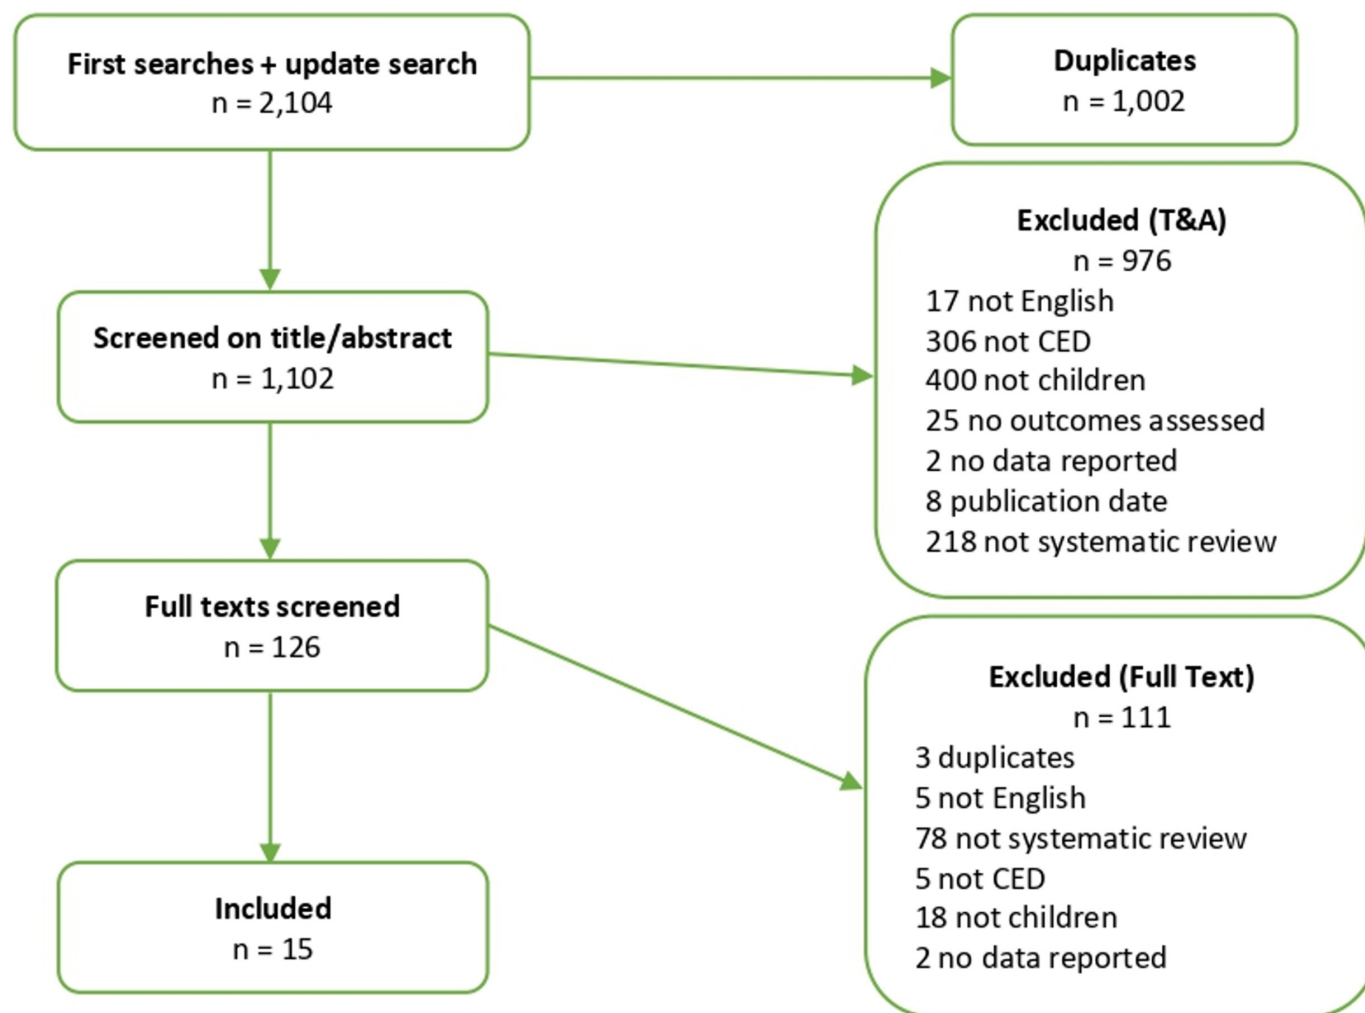 First searches + update search
n = 2,104
Duplicates
n = 1,002
Excluded (T&A)
n = 976
17 not English
306 not CED
400 not children
25 no outcomes assessed
2 no data reported
8 publication date
218 not systematic review
Screened on title/abstract
n = 1,102
Full texts screened
n = 126
Excluded (Full Text)
n = 111
3 duplicates
5 not English
78 not systematic review
5 not CED
18 not children
2 no data reported
Included
n = 15